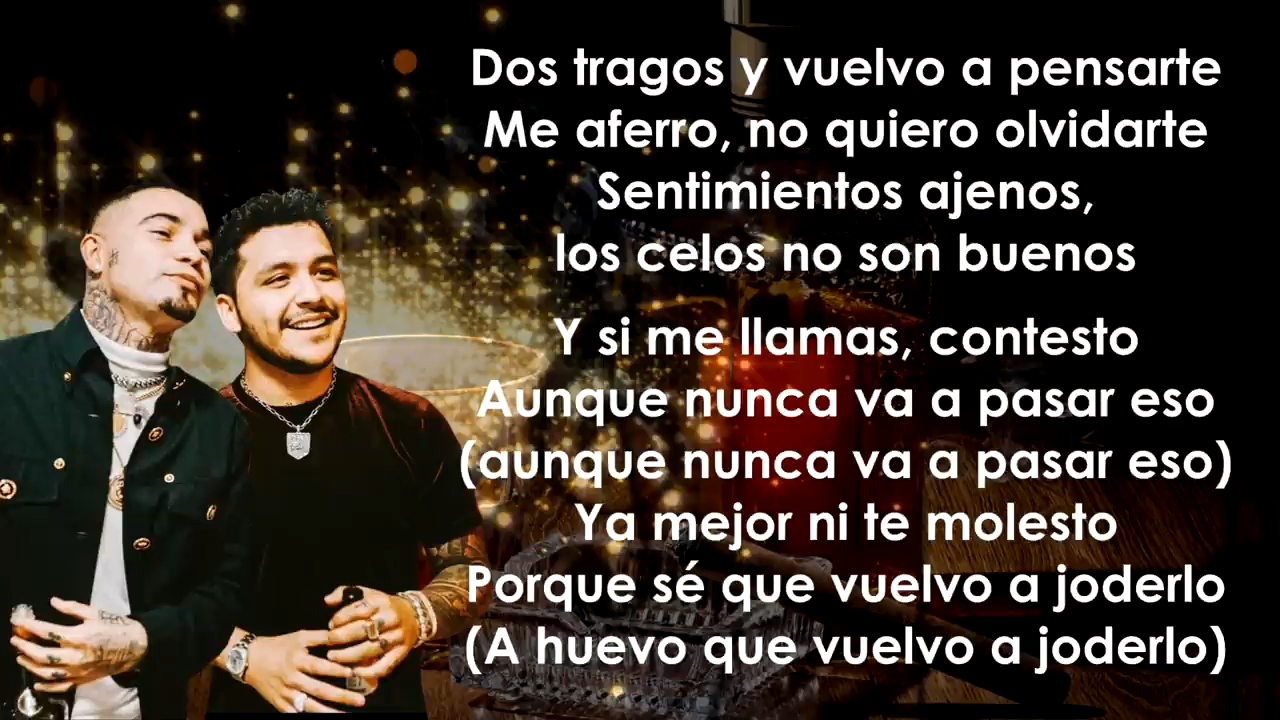 Dos tragos y vuelvo a pensarte
Me aferro, no quiero olvidarte
Sentimientos ajenos,
los celos no son buenos
Y si me llamas, contesto
Aunque nunca va a pasar eso
(aunque nunca va a pasar eso)
Ya mejor ni te molesto
Porque sé que vuelvo a joderlo
(A huevo que vuelvo a joderlo)